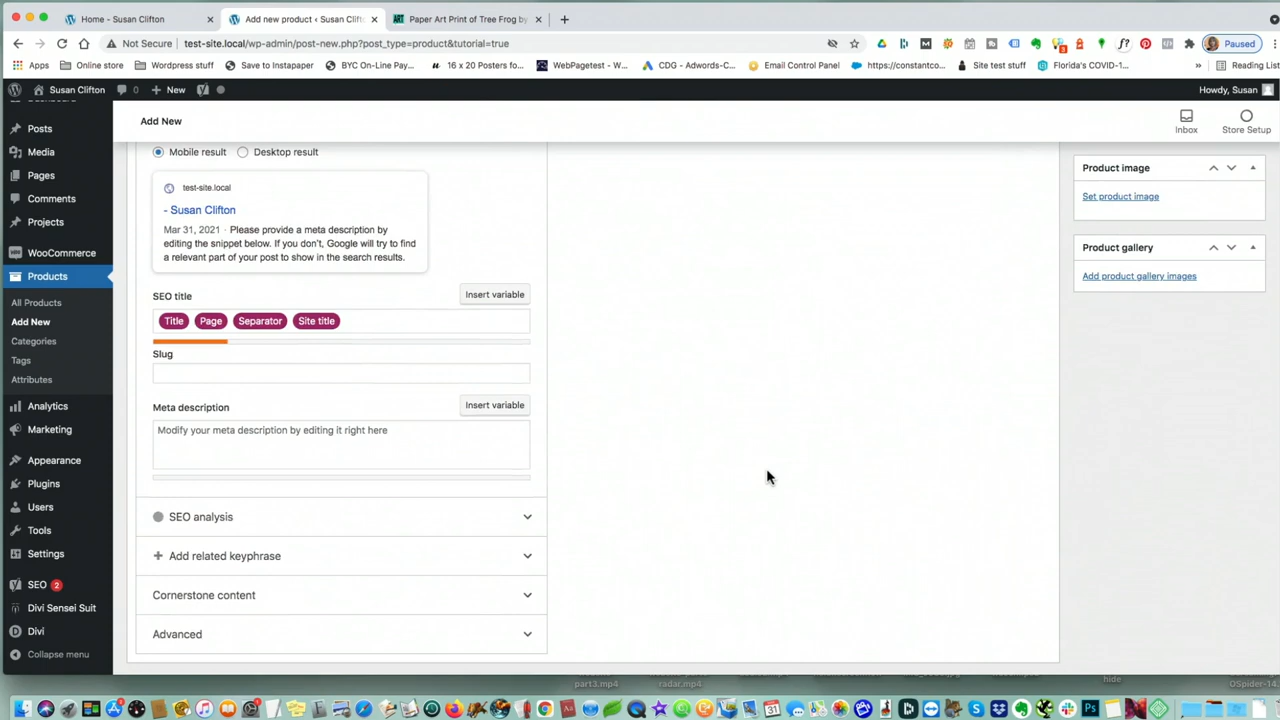 Home - Susan Clifton
Add new product ‹ Susan Clift
Paper Art Print of Tree Frog by
Not Secure
test-site.local/wp-admin/post-new.php?post_type=product&tutorial=true
Paused
Apps
Online store
Wordpress stuff
Save to Instapaper
BYC On-Line Pay...
16 x 20 Posters fo...
WebPagetest - W...
CDG - Adwords-C...
Email Control Panel
https://constantco...
Site test stuff
Florida's COVID-1...
»
Reading List
Susan Clifton
0
New
Howdy, Susan
Add New
Inbox
Store Setup
Posts
Media
Pages
Comments
Projects
WooCommerce
Products
All Products
Add New
Categories
Tags
Attributes
Analytics
Marketing
Appearance
Plugins
Users
Tools
Settings
SEO 2
Divi Sensei Suit
Divi
Collapse menu
Mobile result
Desktop result
test-site.local
- Susan Clifton
Mar 31, 2021 · Please provide a meta description by
editing the snippet below. If you don't, Google will try to find
a relevant part of your post to show in the search results.
SEO title
Insert variable
Title Page Separator Site title
Slug
Meta description
Insert variable
Modify your meta description by editing it right here
SEO analysis
Add related keyphrase
Cornerstone content
Advanced
Product image
Set product image
Product gallery
Add product gallery images
part3.mp4
radar.mp4
hide
OSpider-14.